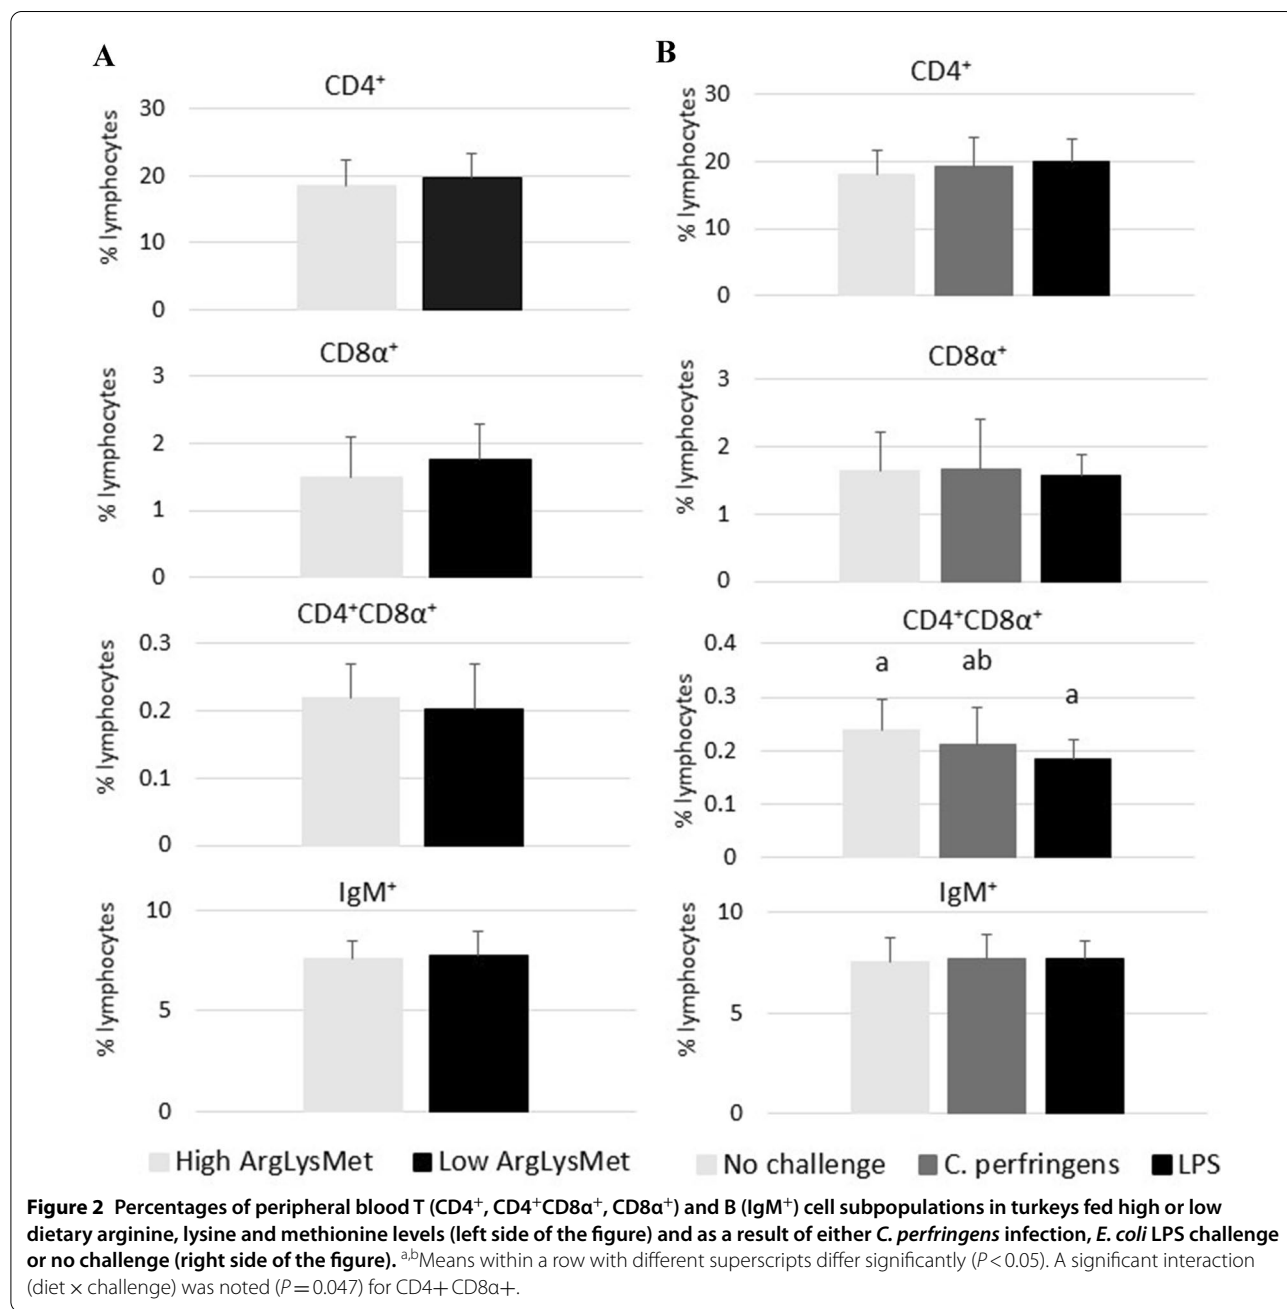 A
CD4⁺
% lymphocytes
30
20
10
0
CD8α⁺
% lymphocytes
3
2
1
0
CD4⁺CD8α⁺
% lymphocytes
0.3
0.2
0.1
0
IgM⁺
% lymphocytes
10
5
0
High ArgLysMet
Low ArgLysMet
B
CD4⁺
% lymphocytes
30
20
10
0
CD8α⁺
% lymphocytes
3
2
1
0
CD4⁺CD8α⁺
% lymphocytes
0.4
0.3
0.2
0.1
0
a
ab
a
IgM⁺
% lymphocytes
10
5
0
No challenge
C. perfringens
LPS
Figure 2 Percentages of peripheral blood T (CD4⁺, CD4⁺CD8α⁺, CD8α⁺) and B (IgM⁺) cell subpopulations in turkeys fed high or low
dietary arginine, lysine and methionine levels (left side of the figure) and as a result of either C. perfringens infection, E. coli LPS challenge
or no challenge (right side of the figure). ᵃ,ᵇMeans within a row with different superscripts differ significantly (P < 0.05). A significant interaction
(diet × challenge) was noted (P = 0.047) for CD4+ CD8α+.